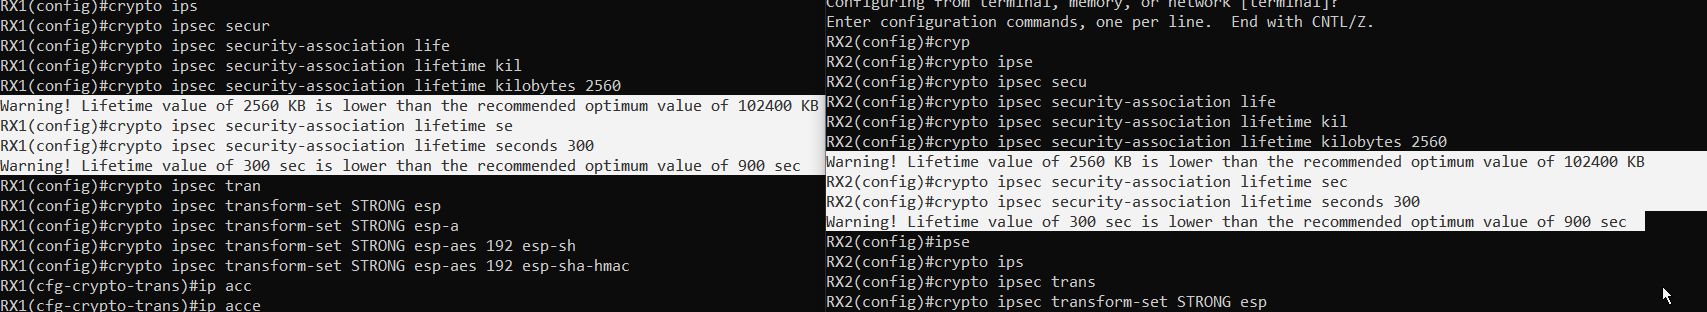 RX1(config)#crypto ips
RX1(config)#crypto ipsec secur
RX1(config)#crypto ipsec security-association life
RX1(config)#crypto ipsec security-association lifetime kil
RX1(config)#crypto ipsec security-association lifetime kilobytes 2560
Warning! Lifetime value of 2560 KB is lower than the recommended optimum value of 102400 KB
RX1(config)#crypto ipsec security-association lifetime se
RX1(config)#crypto ipsec security-association lifetime seconds 300
Warning! Lifetime value of 300 sec is lower than the recommended optimum value of 900 sec
RX1(config)#crypto ipsec tran
RX1(config)#crypto ipsec transform-set STRONG esp
RX1(config)#crypto ipsec transform-set STRONG esp-a
RX1(config)#crypto ipsec transform-set STRONG esp-aes 192 esp-sh
RX1(config)#crypto ipsec transform-set STRONG esp-aes 192 esp-sha-hmac
RX1(cfg-crypto-trans)#ip acc
RX1(cfg-crypto-trans)#ip acce
Configuring from terminal, memory, or network [terminal]?
Enter configuration commands, one per line.  End with CNTL/Z.
RX2(config)#cryp
RX2(config)#crypto ipse
RX2(config)#crypto ipsec secu
RX2(config)#crypto ipsec security-association life
RX2(config)#crypto ipsec security-association lifetime kil
RX2(config)#crypto ipsec security-association lifetime kilobytes 2560
Warning! Lifetime value of 2560 KB is lower than the recommended optimum value of 102400 KB
RX2(config)#crypto ipsec security-association lifetime sec
RX2(config)#crypto ipsec security-association lifetime seconds 300
Warning! Lifetime value of 300 sec is lower than the recommended optimum value of 900 sec
RX2(config)#ipse
RX2(config)#crypto ips
RX2(config)#crypto ipsec trans
RX2(config)#crypto ipsec transform-set STRONG esp